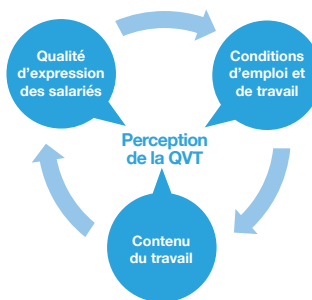 Qualité
d'expression
des salariés
Conditions
d'emploi et
de travail
Perception
de la QVT
Contenu
du travail